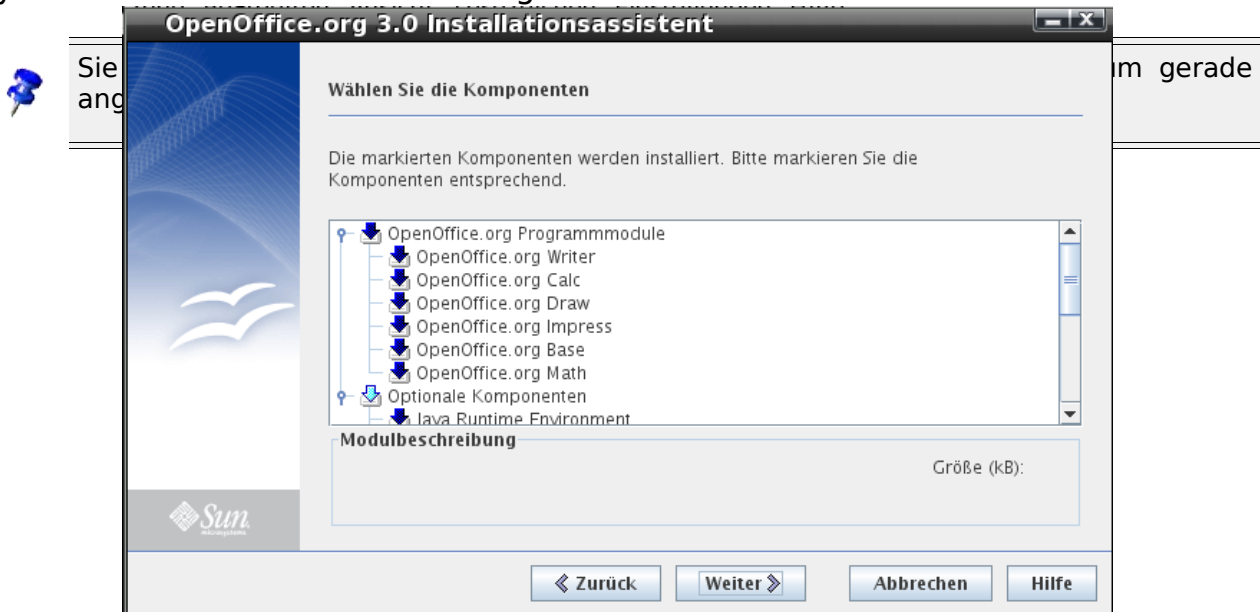 OpenOffice.org 3.0 Installationsassistent
Sie
um gerade
ang
Wählen Sie die Komponenten
Die markierten Komponenten werden installiert. Bitte markieren Sie die
Komponenten entsprechend.
OpenOffice.org Programmmodule
OpenOffice.org Writer
OpenOffice.org Calc
OpenOffice.org Draw
OpenOffice.org Impress
OpenOffice.org Base
OpenOffice.org Math
Optionale Komponenten
Java Runtime Environment
Modulbeschreibung
Größe (kB):
Sun
microsystems
Zurück
Weiter
Abbrechen
Hilfe